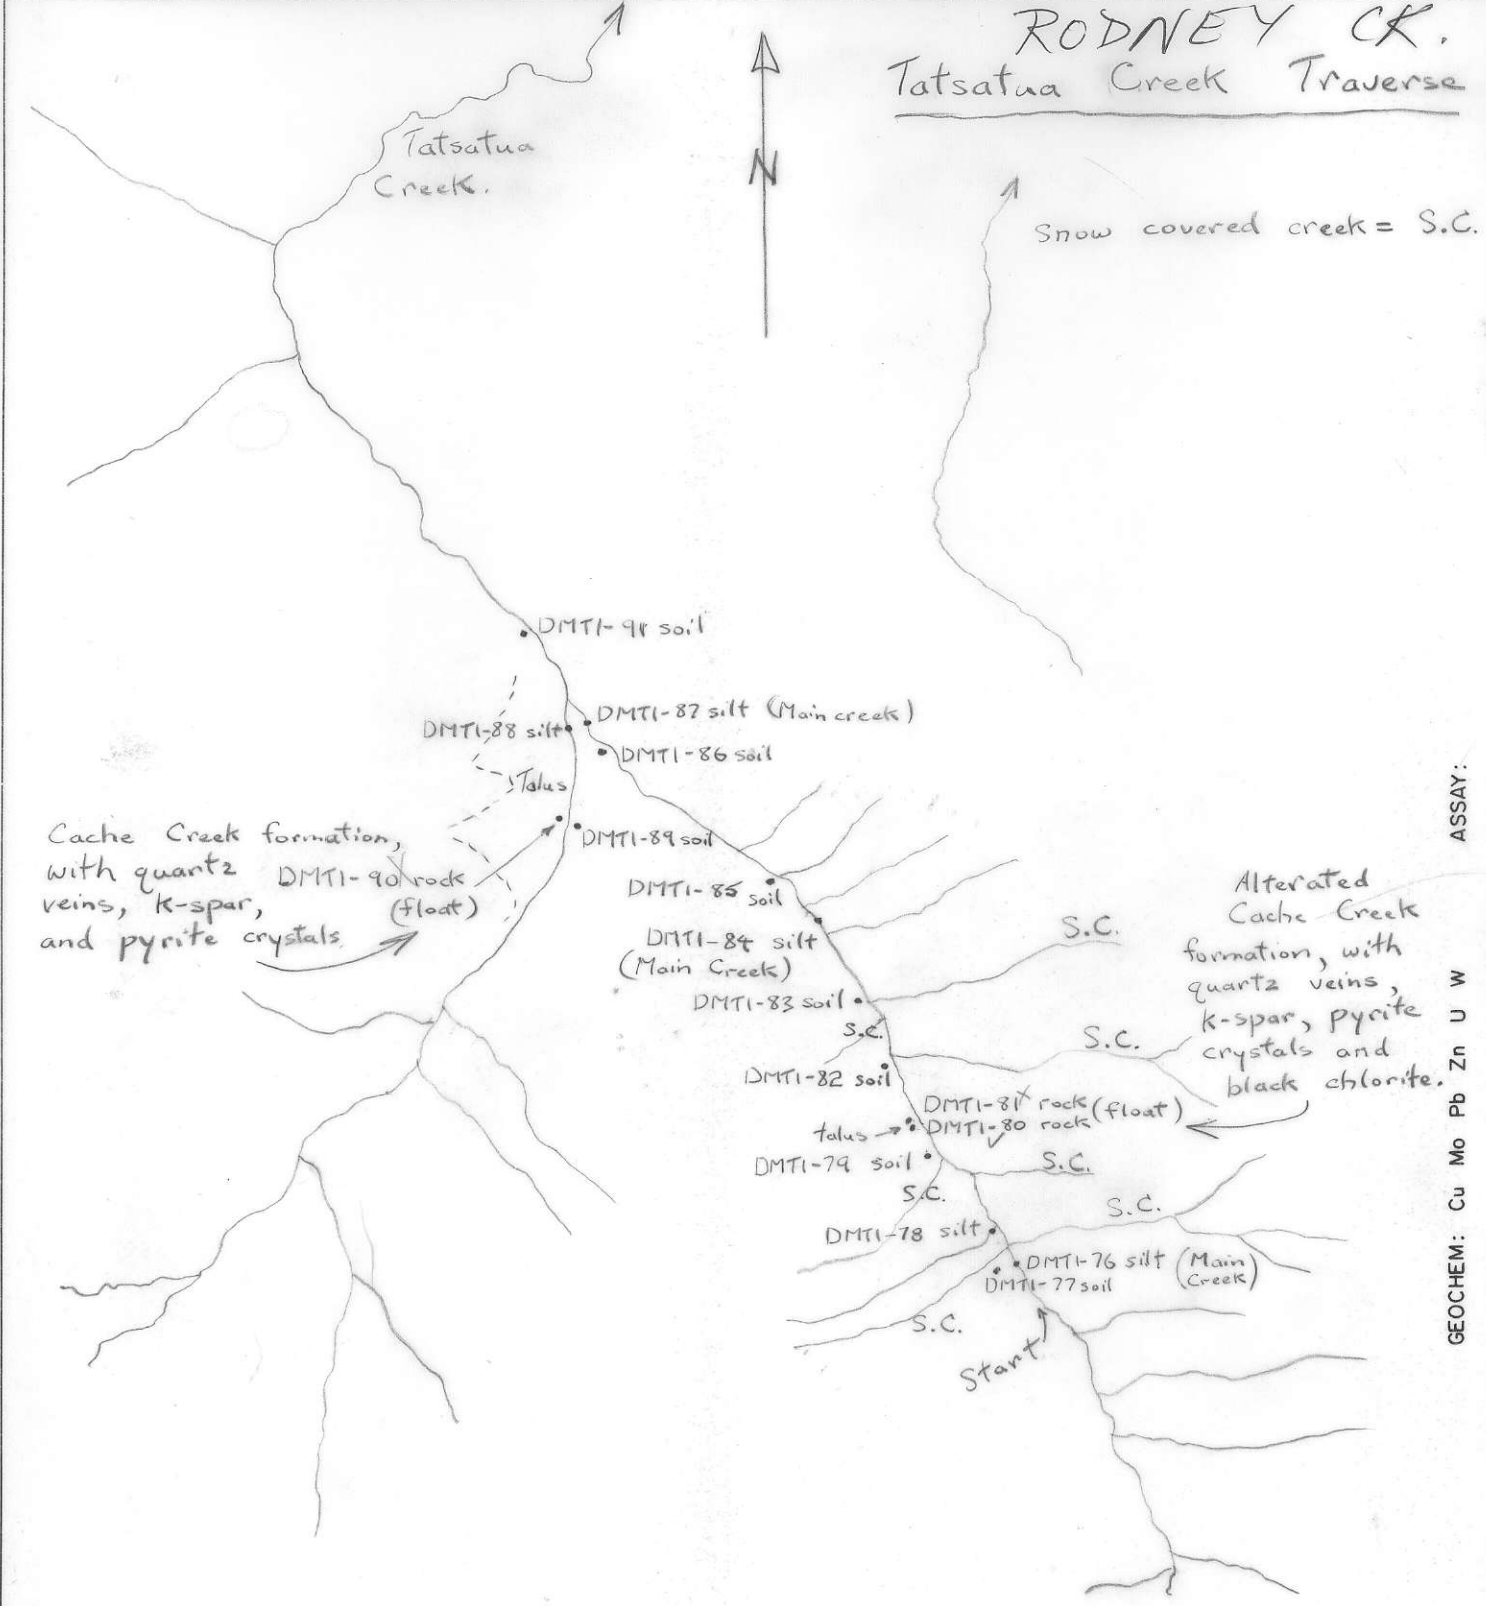 RODNEY CK.
Tatsatua Creek Traverse
Tatsatua
Creek.
N
Snow covered creek = S.C.
DMT1-91 soil
DMT1-87 silt (Main creek)
DMT1-88 silt
DMT1-86 soil
Talus
DMT1-89 soil
Cache Creek formation,
with quartz
veins, K-spar,
and pyrite crystals
DMT1-90 rock
(float)
DMT1-85 soil
DMT1-84 silt
(Main Creek)
DMT1-83 soil
S.C.
S.C.
S.C.
DMT1-82 soil
Alterated
Cache Creek
formation, with
quartz veins,
K-spar, pyrite
crystals and
black chlorite.
DMT1-81 rock (float)
DMT1-80 rock
talus
DMT1-79 soil
S.C.
S.C.
S.C.
DMT1-78 silt
DMT1-76 silt (Main
Creek)
DMT1-77 soil
S.C.
Start
GEOCHEM: Cu Mo Pb Zn U W ASSAY: